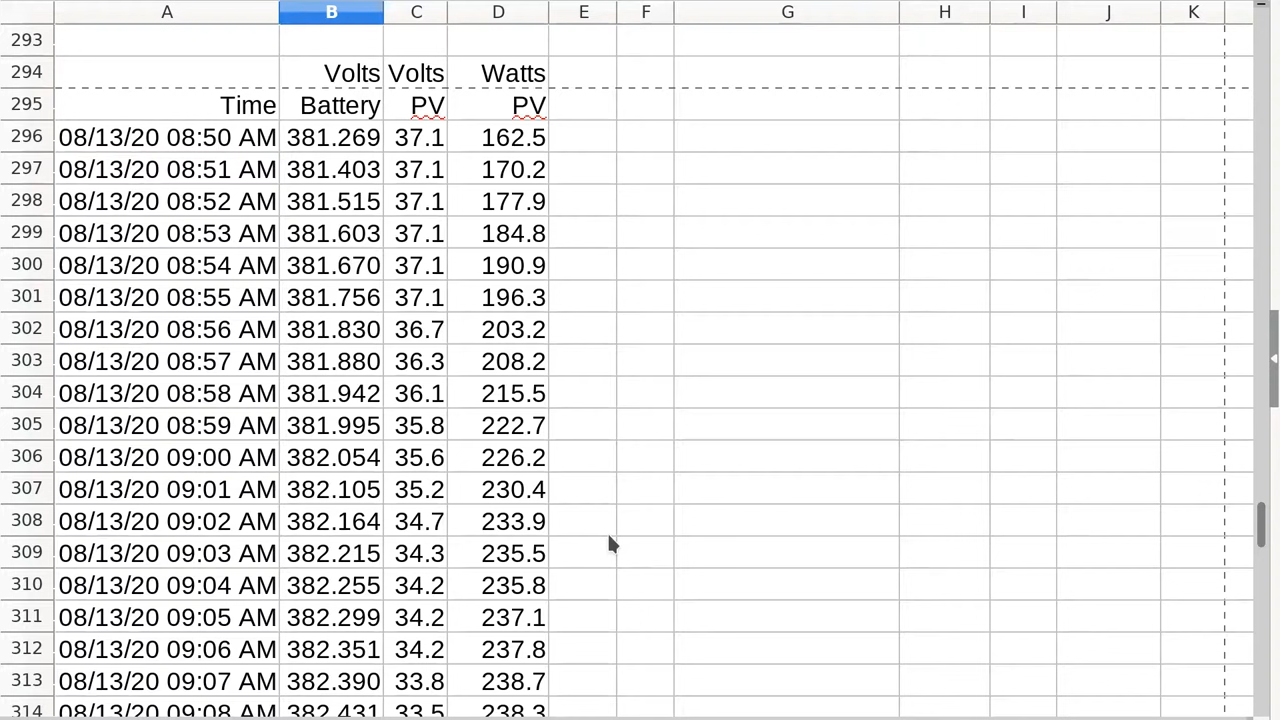 A B C D E F G H I J K
293
294 Volts Volts Watts
295 Time Battery PV PV
296 08/13/20 08:50 AM 381.269 37.1 162.5
297 08/13/20 08:51 AM 381.403 37.1 170.2
298 08/13/20 08:52 AM 381.515 37.1 177.9
299 08/13/20 08:53 AM 381.603 37.1 184.8
300 08/13/20 08:54 AM 381.670 37.1 190.9
301 08/13/20 08:55 AM 381.756 37.1 196.3
302 08/13/20 08:56 AM 381.830 36.7 203.2
303 08/13/20 08:57 AM 381.880 36.3 208.2
304 08/13/20 08:58 AM 381.942 36.1 215.5
305 08/13/20 08:59 AM 381.995 35.8 222.7
306 08/13/20 09:00 AM 382.054 35.6 226.2
307 08/13/20 09:01 AM 382.105 35.2 230.4
308 08/13/20 09:02 AM 382.164 34.7 233.9
309 08/13/20 09:03 AM 382.215 34.3 235.5
310 08/13/20 09:04 AM 382.255 34.2 235.8
311 08/13/20 09:05 AM 382.299 34.2 237.1
312 08/13/20 09:06 AM 382.351 34.2 237.8
313 08/13/20 09:07 AM 382.390 33.8 238.7
314 08/13/20 09:08 AM 382.431 33.5 238.3